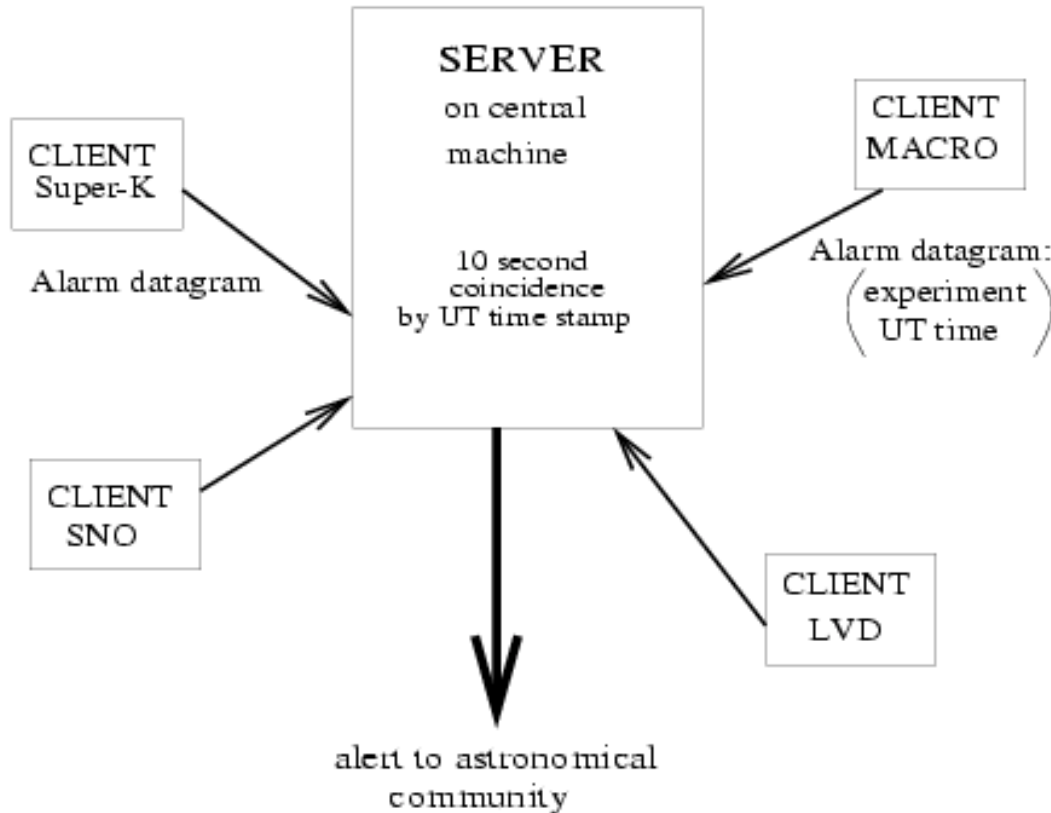 SERVER
on central
machine
10 second
coincidence
by UT time stamp
CLIENT
Super-K
Alarm datagram
CLIENT
MACRO
Alarm datagram:
experiment
UT time
CLIENT
SNO
CLIENT
LVD
alert to astronomical
community